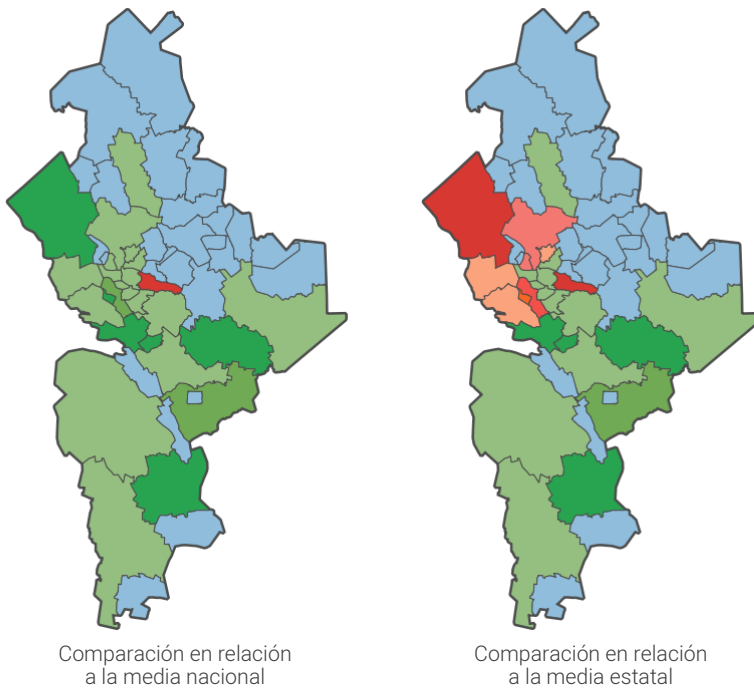 Comparación en relación
a la media nacional
Comparación en relación
a la media estatal